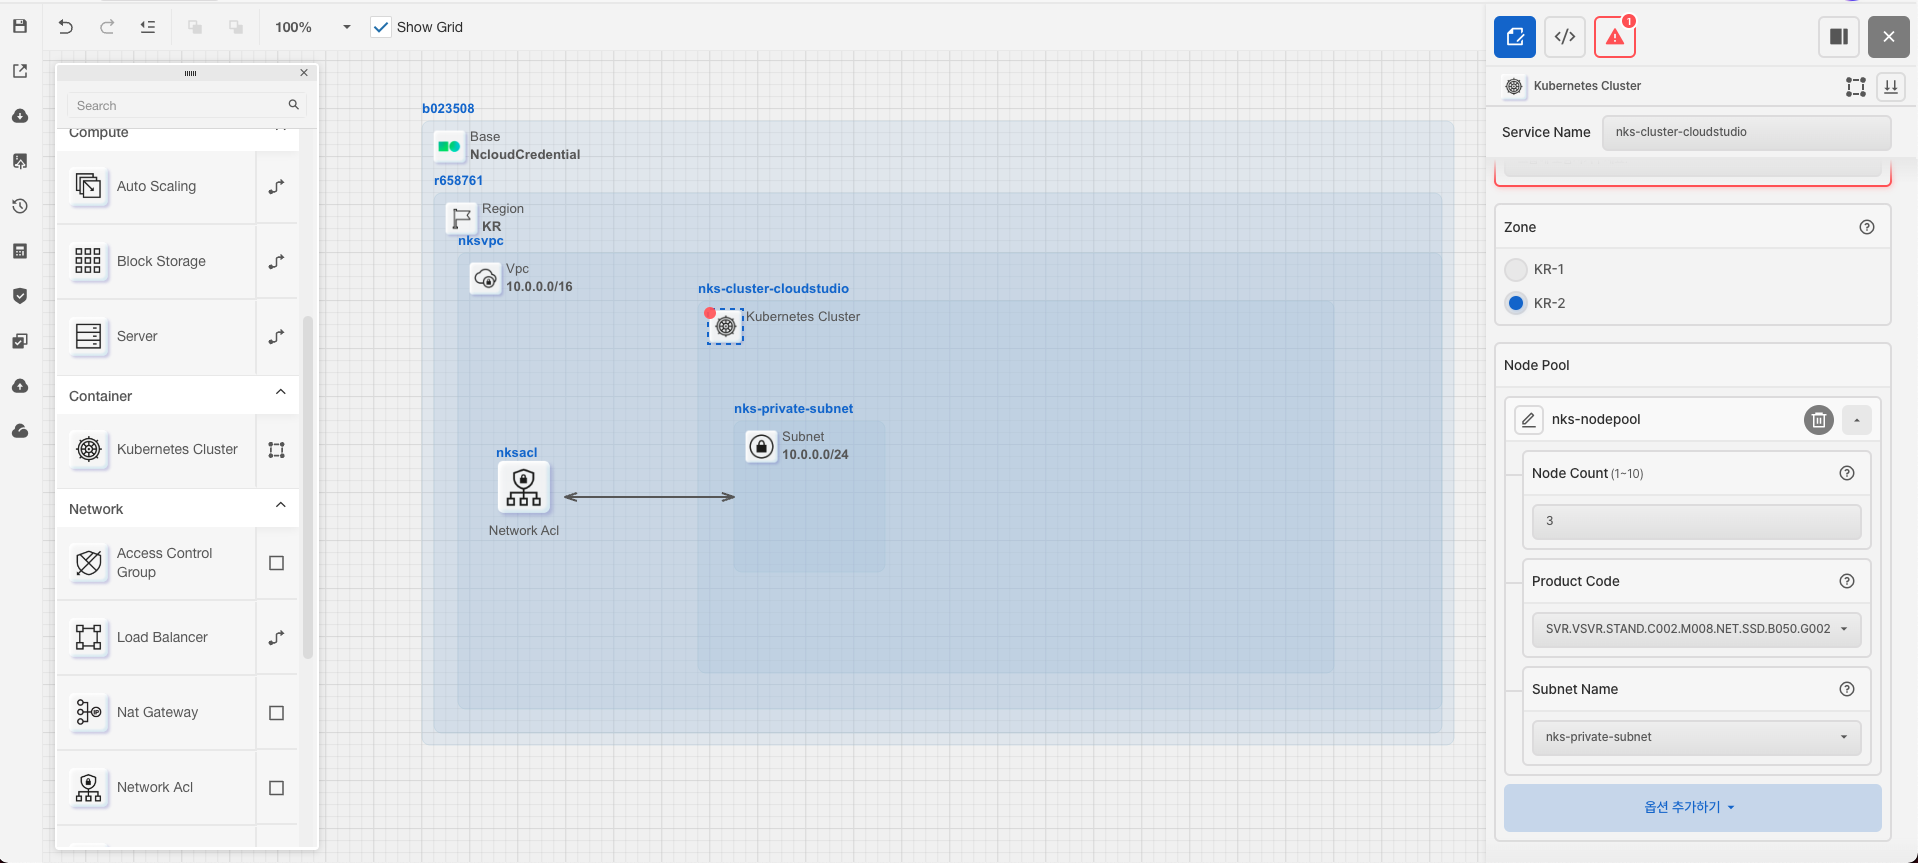 100%
Show Grid
1
Search
Compute
Auto Scaling
Block Storage
Server
Container
Kubernetes Cluster
Network
Access Control
Group
Load Balancer
Nat Gateway
Network Acl
b023508
Base
NcloudCredential
r658761
Region
KR
nksvpc
Vpc
10.0.0.0/16
nks-cluster-cloudstudio
Kubernetes Cluster
nks-private-subnet
Subnet
10.0.0.0/24
nksacl
Network Acl
Kubernetes Cluster
Service Name
nks-cluster-cloudstudio
Zone
KR-1
KR-2
Node Pool
nks-nodepool
Node Count (1~10)
3
Product Code
SVR.VSVR.STAND.C002.M008.NET.SSD.B050.G002
Subnet Name
nks-private-subnet
옵션 추가하기